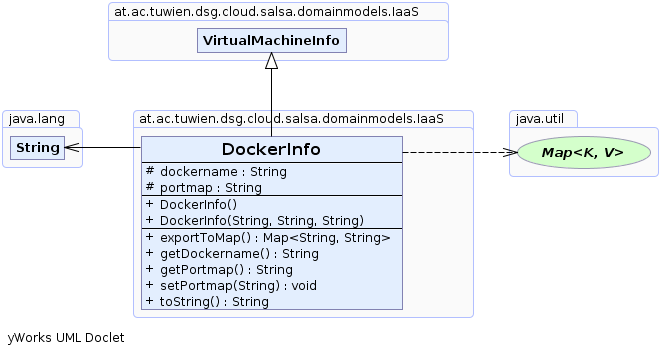 at.ac.tuwien.dsg.cloud.salsa.domainmodels.IaaS
VirtualMachineInfo
java.lang
String
at.ac.tuwien.dsg.cloud.salsa.domainmodels.IaaS
DockerInfo
# dockername : String
# portmap : String
+ DockerInfo()
+ DockerInfo(String, String, String)
+ exportToMap() : Map<String, String>
+ getDockername() : String
+ getPortmap() : String
+ setPortmap(String) : void
+ toString() : String
java.util
Map<K, V>
yWorks UML Doclet